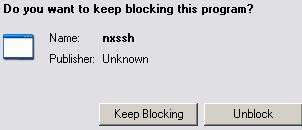 Do you want to keep blocking this program?
Name: nxssh
Publisher: Unknown
Keep Blocking Unblock